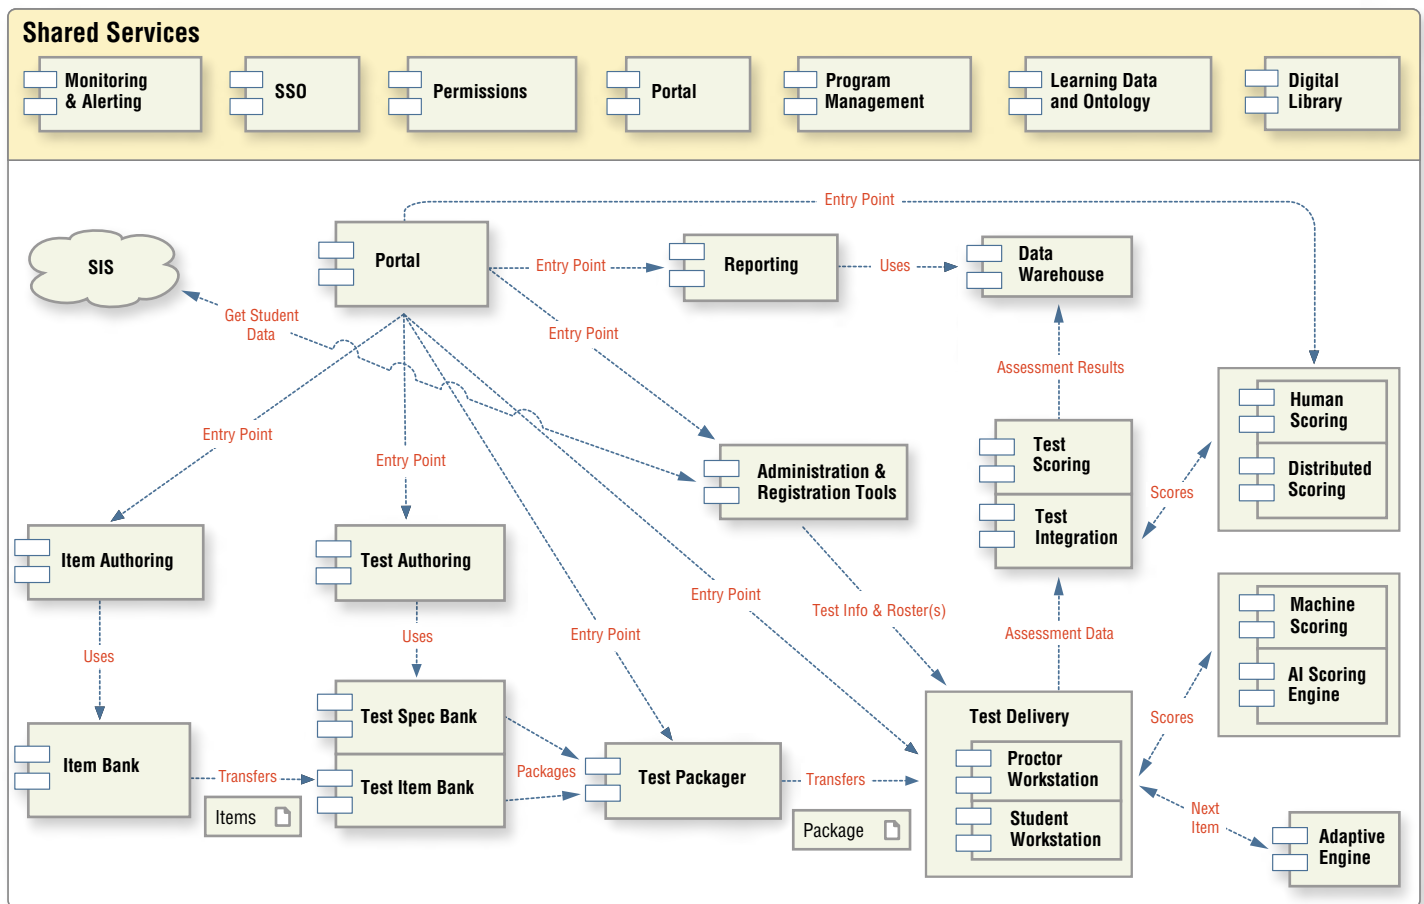 Shared Services
Monitoring
& Alerting
SSO
Permissions
Portal
Program
Management
Learning Data
and Ontology
Digital
Library
Entry Point
SIS
Portal
Entry Point
Reporting
Uses
Data
Warehouse
Get Student
Data
Entry Point
Assessment Results
Human
Scoring
Distributed
Scoring
Entry Point
Entry Point
Administration &
Registration Tools
Test
Scoring
Test
Integration
Scores
Item Authoring
Test Authoring
Entry Point
Test Info & Roster(s)
Assessment Data
Machine
Scoring
AI Scoring
Engine
Uses
Uses
Entry Point
Scores
Item Bank
Transfers
Items
Test Spec Bank
Test Item Bank
Packages
Test Packager
Transfers
Package
Test Delivery
Proctor
Workstation
Student
Workstation
Next
Item
Adaptive
Engine